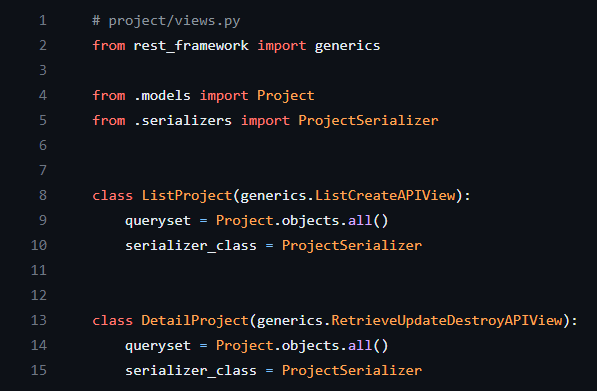 1 # project/views.py
2 from rest_framework import generics
3
4 from .models import Project
5 from .serializers import ProjectSerializer
6
7
8 class ListProject(generics.ListCreateAPIView):
9     queryset = Project.objects.all()
10     serializer_class = ProjectSerializer
11
12
13 class DetailProject(generics.RetrieveUpdateDestroyAPIView):
14     queryset = Project.objects.all()
15     serializer_class = ProjectSerializer